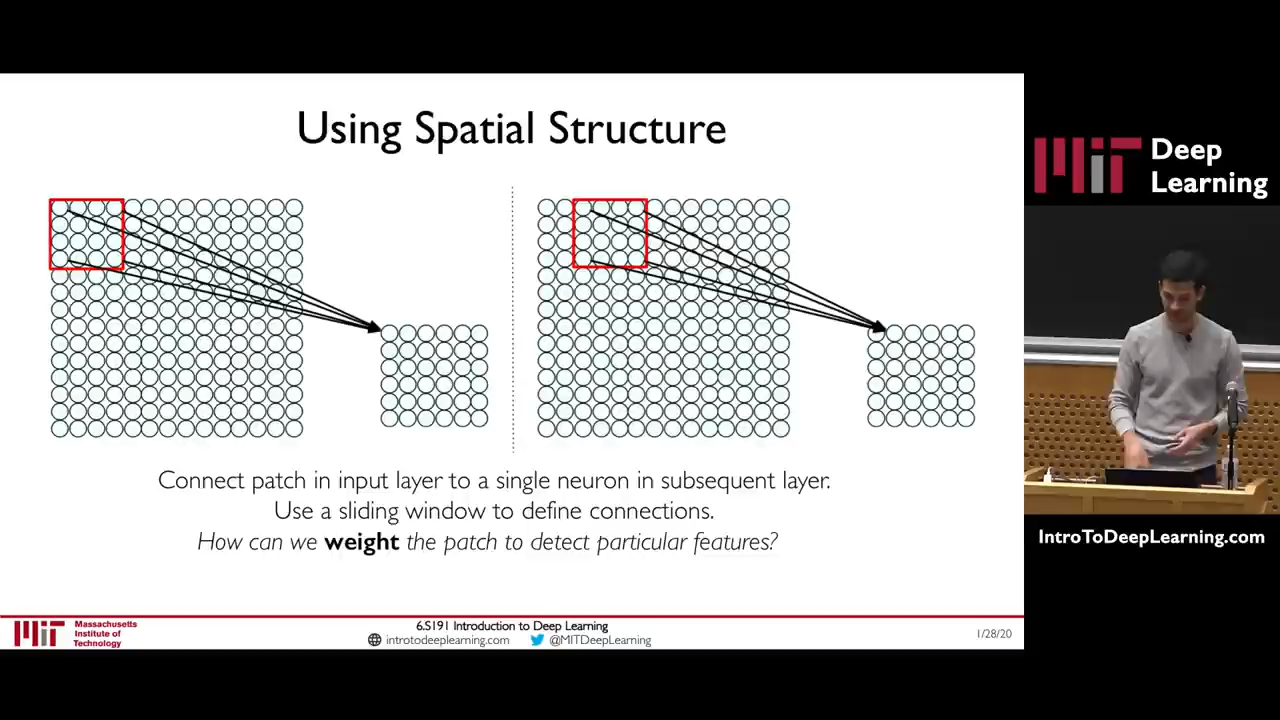 Using Spatial Structure
Connect patch in input layer to a single neuron in subsequent layer.
Use a sliding window to define connections.
How can we weight the patch to detect particular features?
Massachusetts
Institute of
Technology
6.S191 Introduction to Deep Learning
introtodeeplearning.com
@MITDeepLearning
1/28/20
MIT
Deep
Learning
IntroToDeepLearning.com